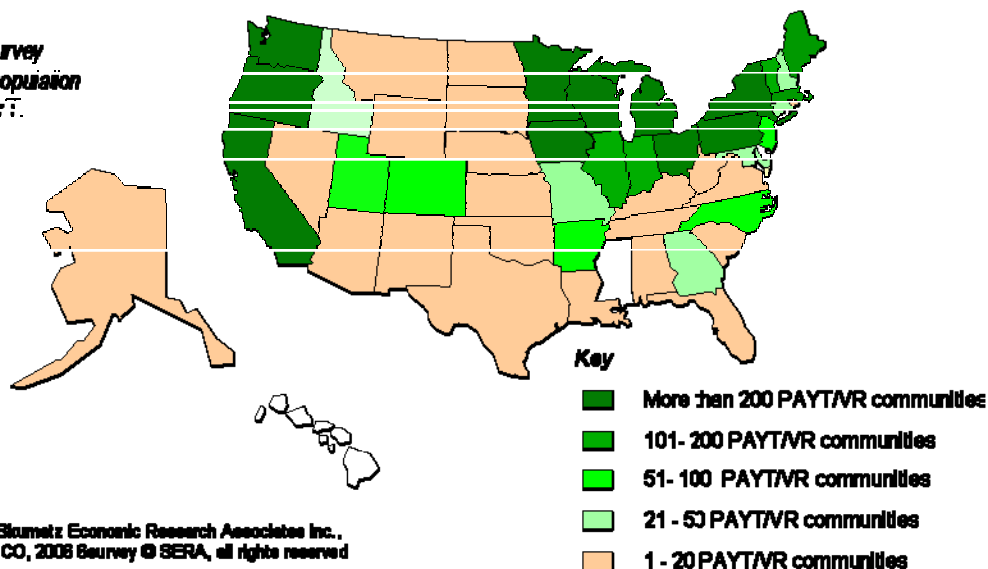 urvey
opulation
Key
More than 200 PAYT/VR communities
101- 200 PAYT/VR communities
51- 100 PAYT/VR communities
21 - 50 PAYT/VR communities
1 - 20 PAYT/VR communities
Skumatz Economic Research Associates Inc.,
CO, 2006 Seurvey © SERA, all rights reserved